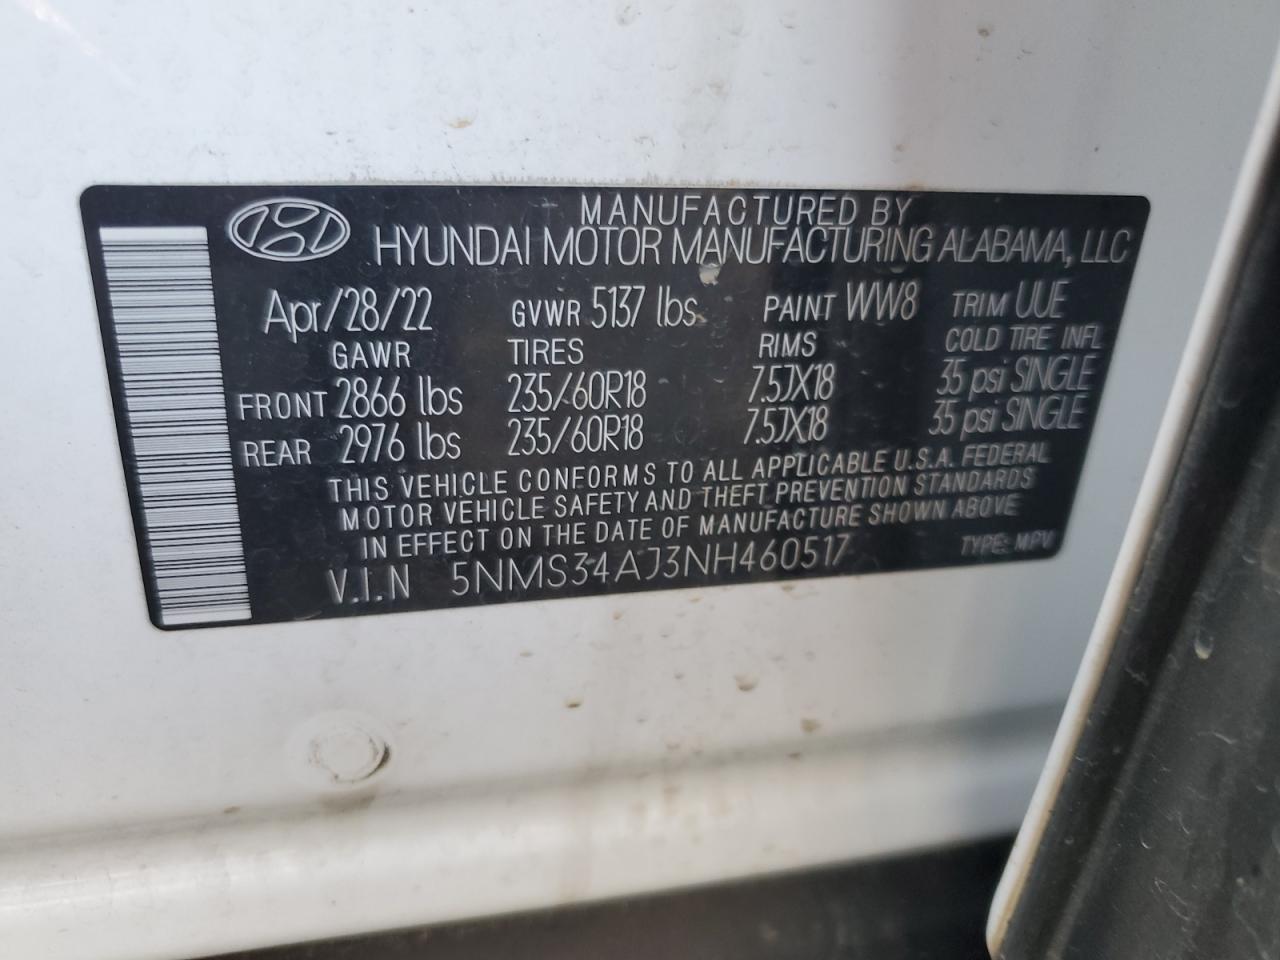 MANUFACTURED BY
HYUNDAI MOTOR MANUFACTURING ALABAMA, LLC
Apr/28/22 GVWR 5137 lbs PAINT WW8 TRIM UUE
GAWR TIRES RIMS COLD TIRE INFL
FRONT 2866 lbs 235/60R18 7.5JX18 35 psi SINGLE
REAR 2976 lbs 235/60R18 7.5JX18 35 psi SINGLE
THIS VEHICLE CONFORMS TO ALL APPLICABLE U.S.A. FEDERAL
MOTOR VEHICLE SAFETY AND THEFT PREVENTION STANDARDS
IN EFFECT ON THE DATE OF MANUFACTURE SHOWN ABOVE
V.I.N 5NMS34AJ3NH460517 TYPE: MPV